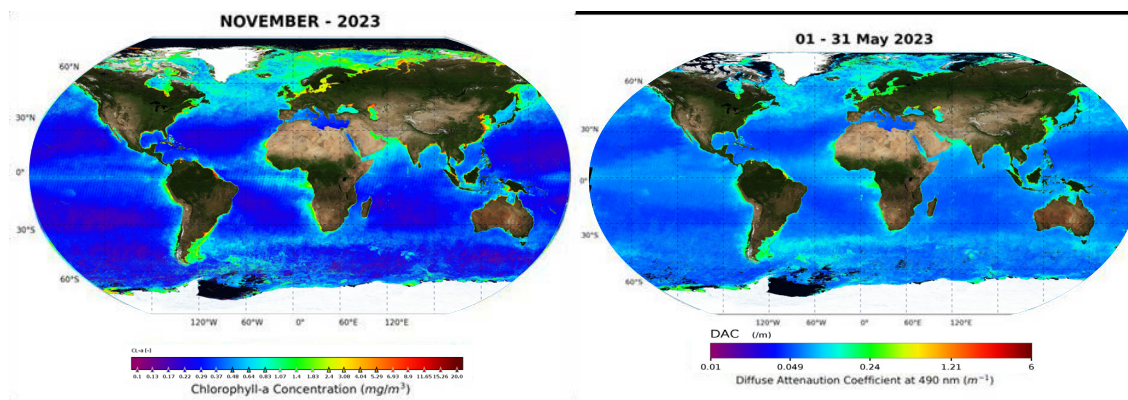 NOVEMBER - 2023
60°N
30°N
0°
30°S
60°S
120°W 60°W 0° 60°E 120°E
CL-a [-]
0.1 0.13 0.17 0.22 0.29 0.37 0.48 0.64 0.83 1.07 1.4 1.83 2.4 3.08 4.04 5.29 6.93 8.9 11.65 15.26 20.0
Chlorophyll-a Concentration (mg/m³)
01 - 31 May 2023
60°N
30°N
0°
30°S
60°S
120°W 60°W 0° 60°E 120°E
DAC (/m)
0.01 0.049 0.24 1.21 6
Diffuse Attenaution Coefficient at 490 nm (m⁻¹)